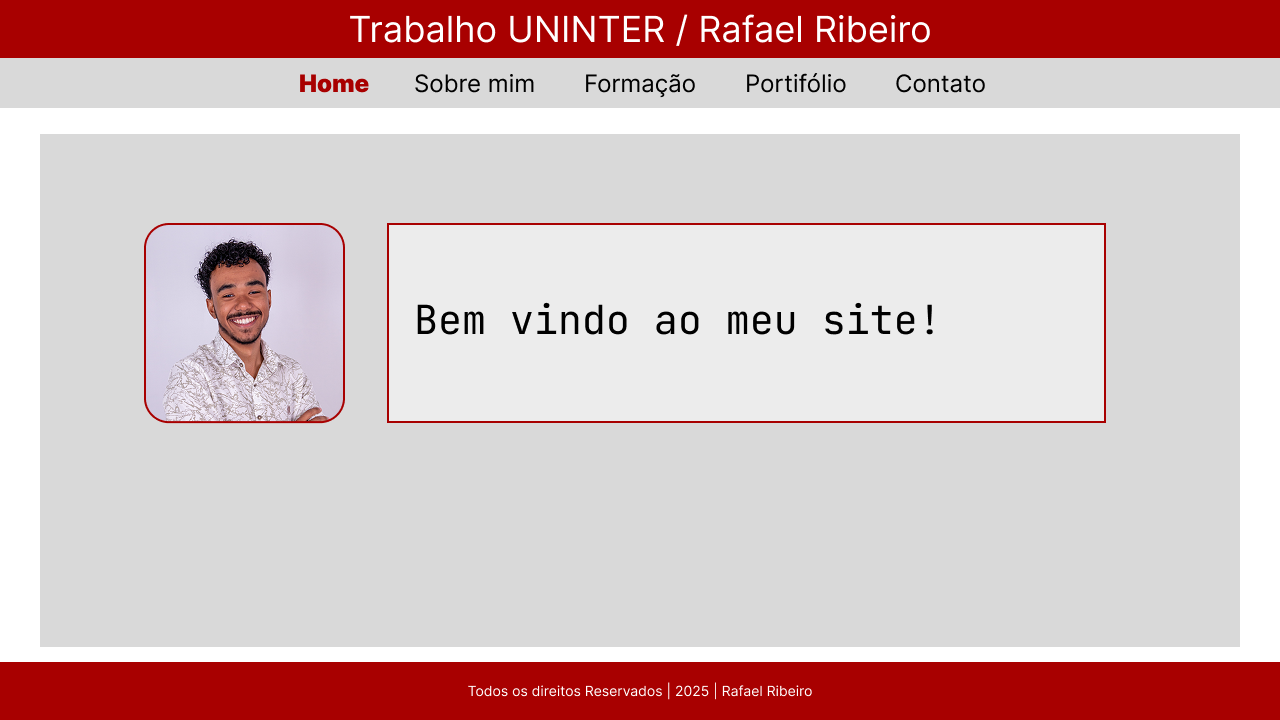 Trabalho UNINTER / Rafael Ribeiro
Home Sobre mim Formação Portifólio Contato
Bem vindo ao meu site!
Todos os direitos Reservados | 2025 | Rafael Ribeiro